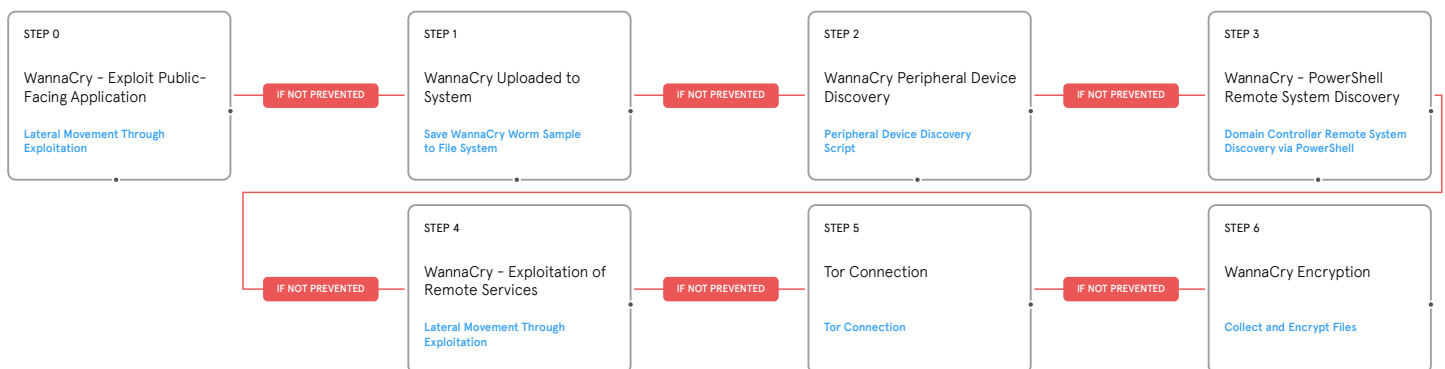 STEP 0
WannaCry - Exploit Public-
Facing Application
Lateral Movement Through
Exploitation
IF NOT PREVENTED
STEP 1
WannaCry Uploaded to
System
Save WannaCry Worm Sample
to File System
IF NOT PREVENTED
STEP 2
WannaCry Peripheral Device
Discovery
Peripheral Device Discovery
Script
IF NOT PREVENTED
STEP 3
WannaCry - PowerShell
Remote System Discovery
Domain Controller Remote System
Discovery via PowerShell
IF NOT PREVENTED
STEP 4
WannaCry - Exploitation of
Remote Services
Lateral Movement Through
Exploitation
IF NOT PREVENTED
STEP 5
Tor Connection
Tor Connection
IF NOT PREVENTED
STEP 6
WannaCry Encryption
Collect and Encrypt Files